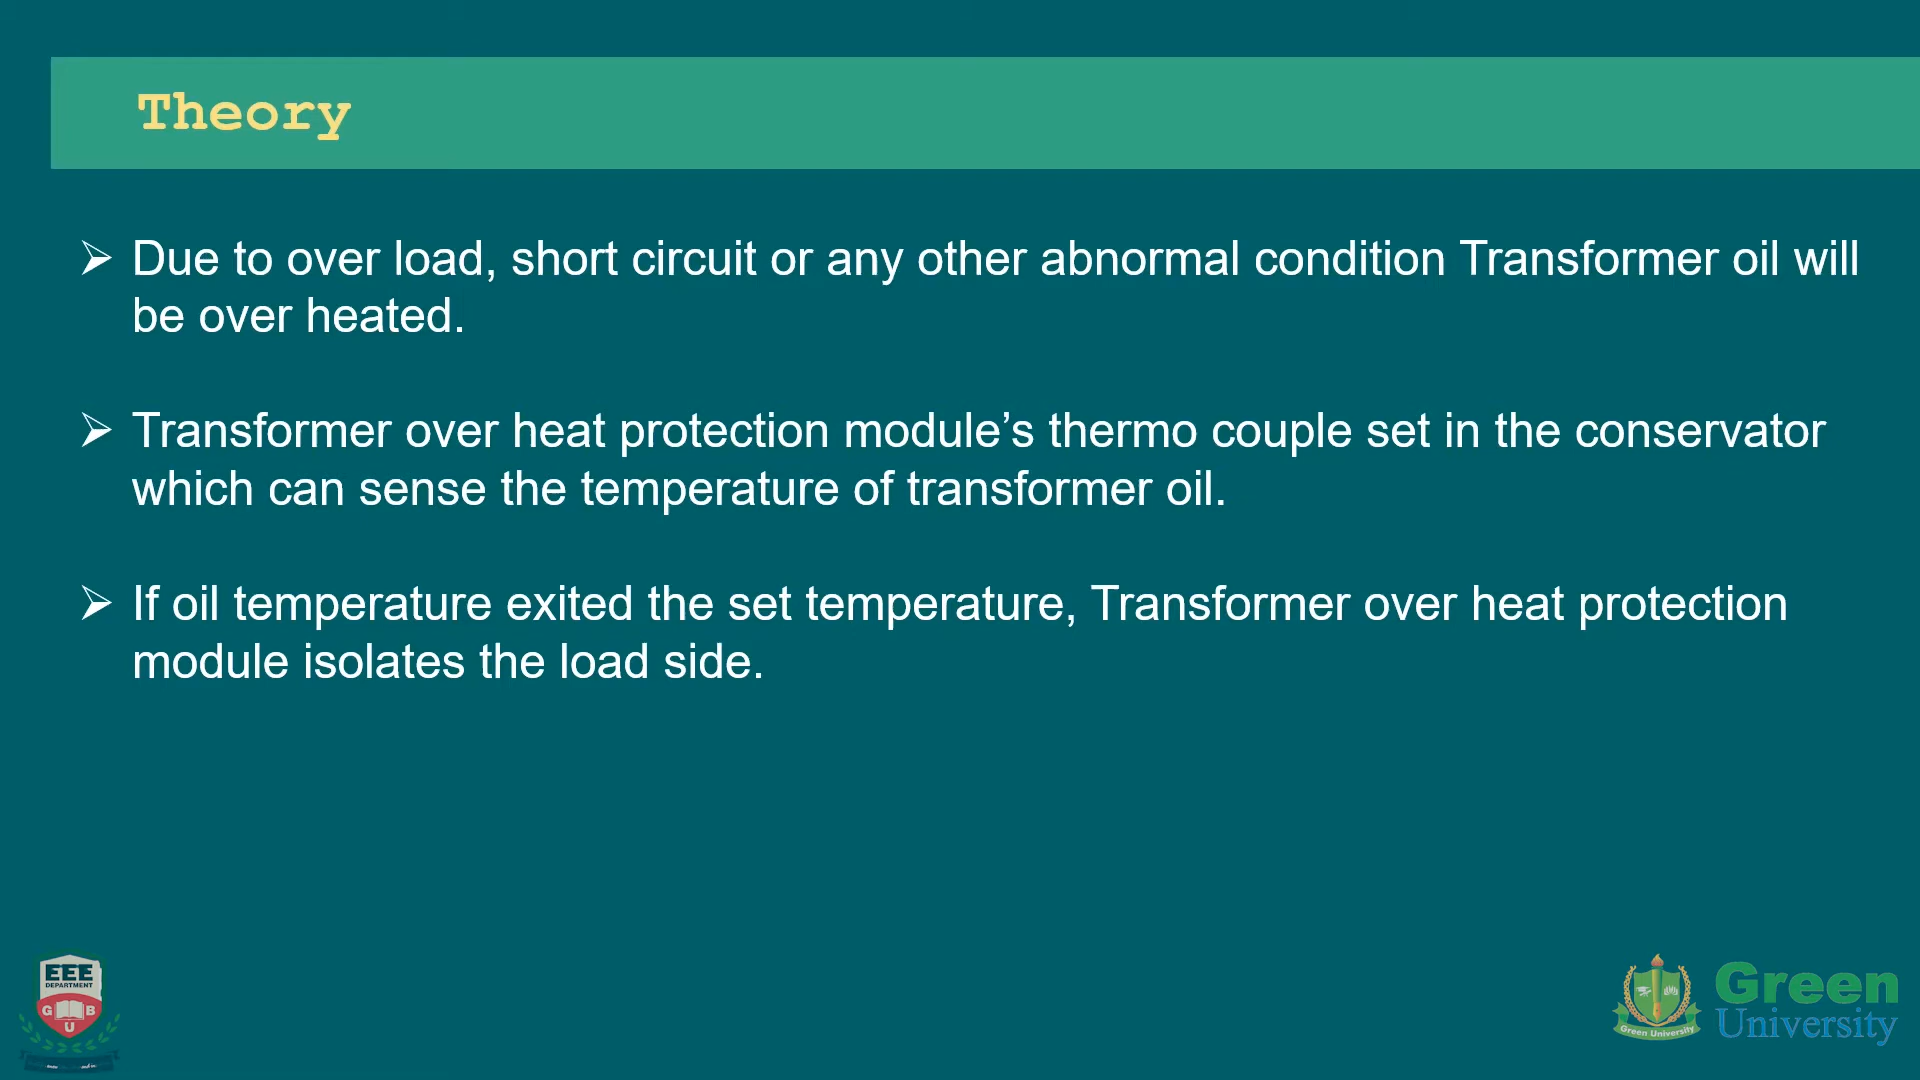 Theory
Due to over load, short circuit or any other abnormal condition Transformer oil will
be over heated.
Transformer over heat protection module’s thermo couple set in the conservator
which can sense the temperature of transformer oil.
If oil temperature exited the set temperature, Transformer over heat protection
module isolates the load side.
EEE
DEPARTMENT
G U B
Green University
Green
University